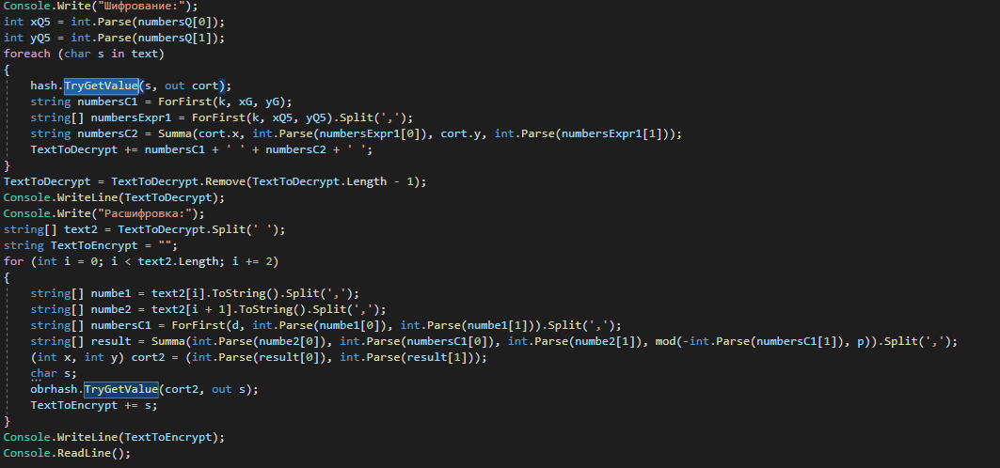 Console.Write("Шифрование:");
int xQ5 = int.Parse(numbersQ[0]);
int yQ5 = int.Parse(numbersQ[1]);
foreach (char s in text)
{
    hash.TryGetValue(s, out cort);
    string numbersC1 = ForFirst(k, xG, yG);
    string[] numbersExpr1 = ForFirst(k, xQ5, yQ5).Split(',');
    string numbersC2 = Summa(cort.x, int.Parse(numbersExpr1[0]), cort.y, int.Parse(numbersExpr1[1]));
    TextToDecrypt += numbersC1 + ' ' + numbersC2 + ' ';
}
TextToDecrypt = TextToDecrypt.Remove(TextToDecrypt.Length - 1);
Console.WriteLine(TextToDecrypt);
Console.Write("Расшифровка:");
string[] text2 = TextToDecrypt.Split(' ');
string TextToEncrypt = "";
for (int i = 0; i < text2.Length; i += 2)
{
    string[] numbe1 = text2[i].ToString().Split(',');
    string[] numbe2 = text2[i + 1].ToString().Split(',');
    string[] numbersC1 = ForFirst(d, int.Parse(numbe1[0]), int.Parse(numbe1[1])).Split(',');
    string[] result = Summa(int.Parse(numbe2[0]), int.Parse(numbersC1[0]), int.Parse(numbe2[1]), mod(-int.Parse(numbersC1[1]), p)).Split(',');
    (int x, int y) cort2 = (int.Parse(result[0]), int.Parse(result[1]));
    char s;
    obrhash.TryGetValue(cort2, out s);
    TextToEncrypt += s;
}
Console.WriteLine(TextToEncrypt);
Console.ReadLine();